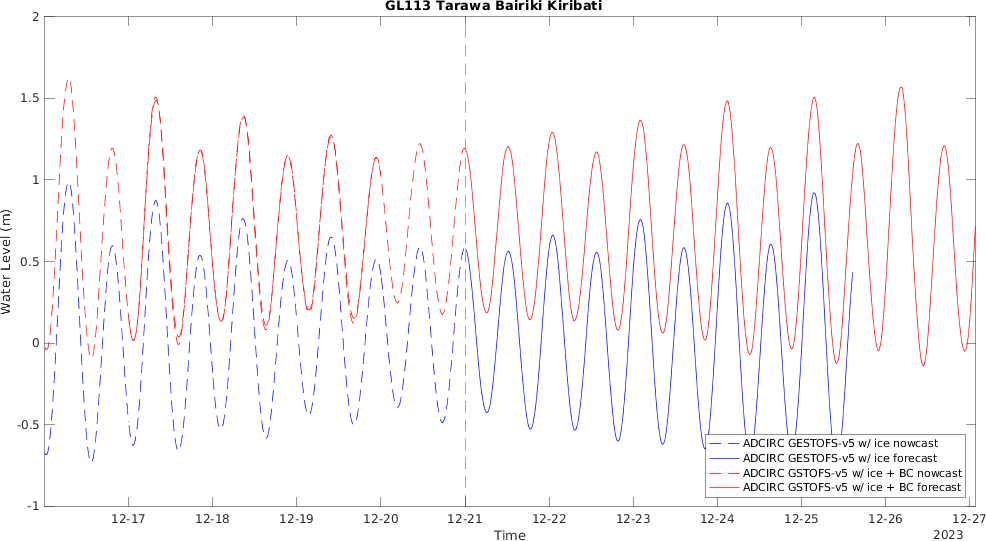 GL113 Tarawa Bairiki Kiribati
2
1.5
1
0.5
0
-0.5
-1
Water Level (m)
ADCIRC GESTOFS-v5 w/ ice nowcast
ADCIRC GESTOFS-v5 w/ ice forecast
ADCIRC GSTOFS-v5 w/ ice + BC nowcast
ADCIRC GSTOFS-v5 w/ ice + BC forecast
12-17 12-18 12-19 12-20 12-21 12-22 12-23 12-24 12-25 12-26 12-27
Time
2023